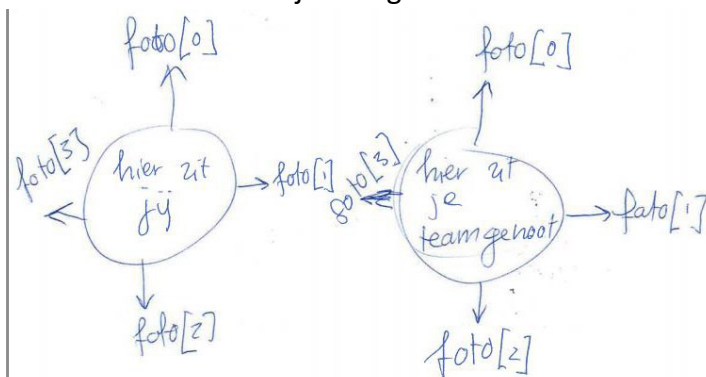 foto[0]
foto[3]
hier zit
jij
foto[1]
foto[2]
foto[0]
foto[3]
hier zit
je
teamgenoot
foto[1]
foto[2]